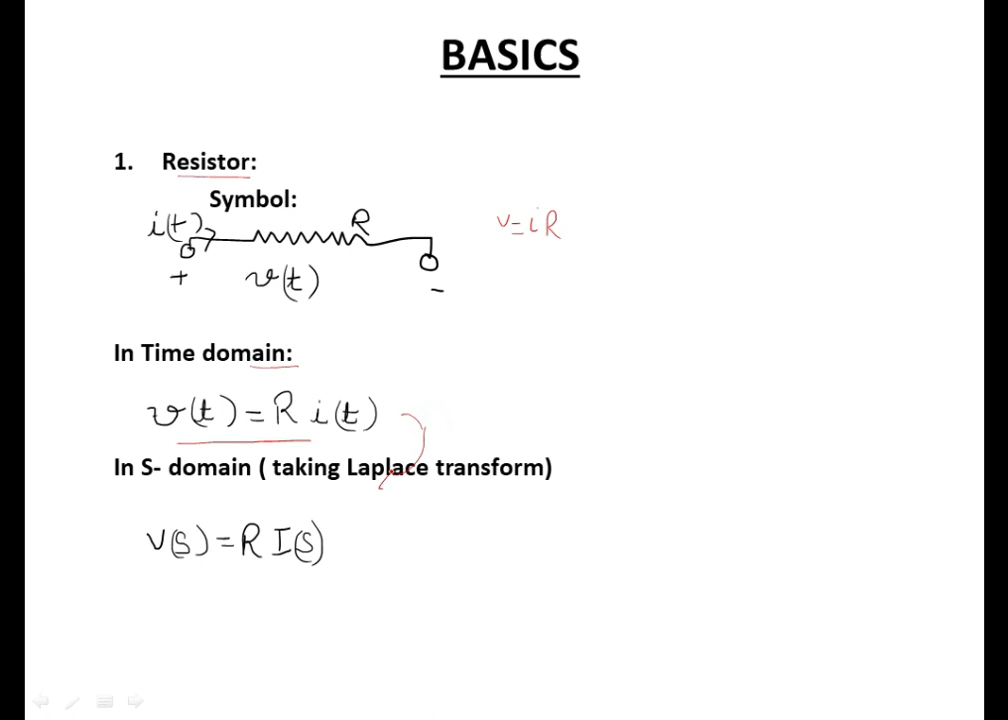 BASICS
1. Resistor:
Symbol:
i(t) R v=iR
+ v(t) -
In Time domain:
v(t) = R i(t)
In S- domain ( taking Laplace transform)
V(s) = R I(s)